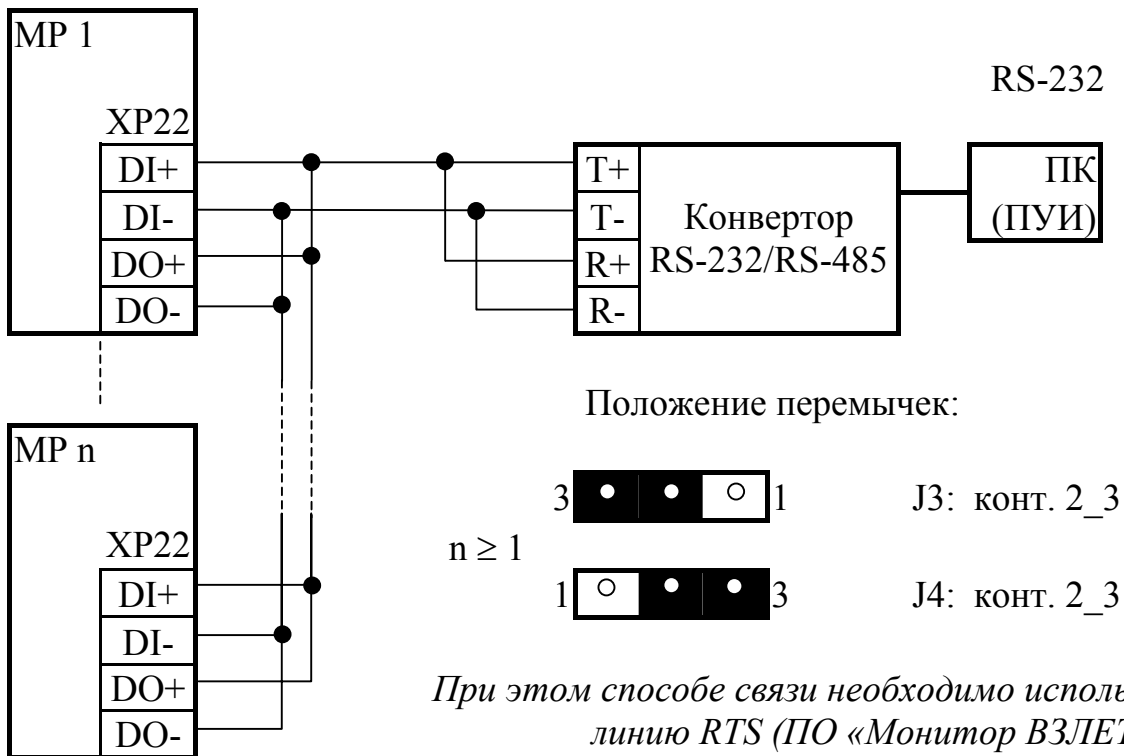 МР 1
XP22
DI+
DI-
DO+
DO-
T+
T-
R+
R-
Конвертор
RS-232/RS-485
RS-232
ПК
(ПУИ)
Положение перемычек:
3
1
J3: конт. 2_3
n ≥ 1
1
3
J4: конт. 2_3
МР n
XP22
DI+
DI-
DO+
DO-
При этом способе связи необходимо исполь
линию RTS (ПО «Монитор ВЗЛЕТ